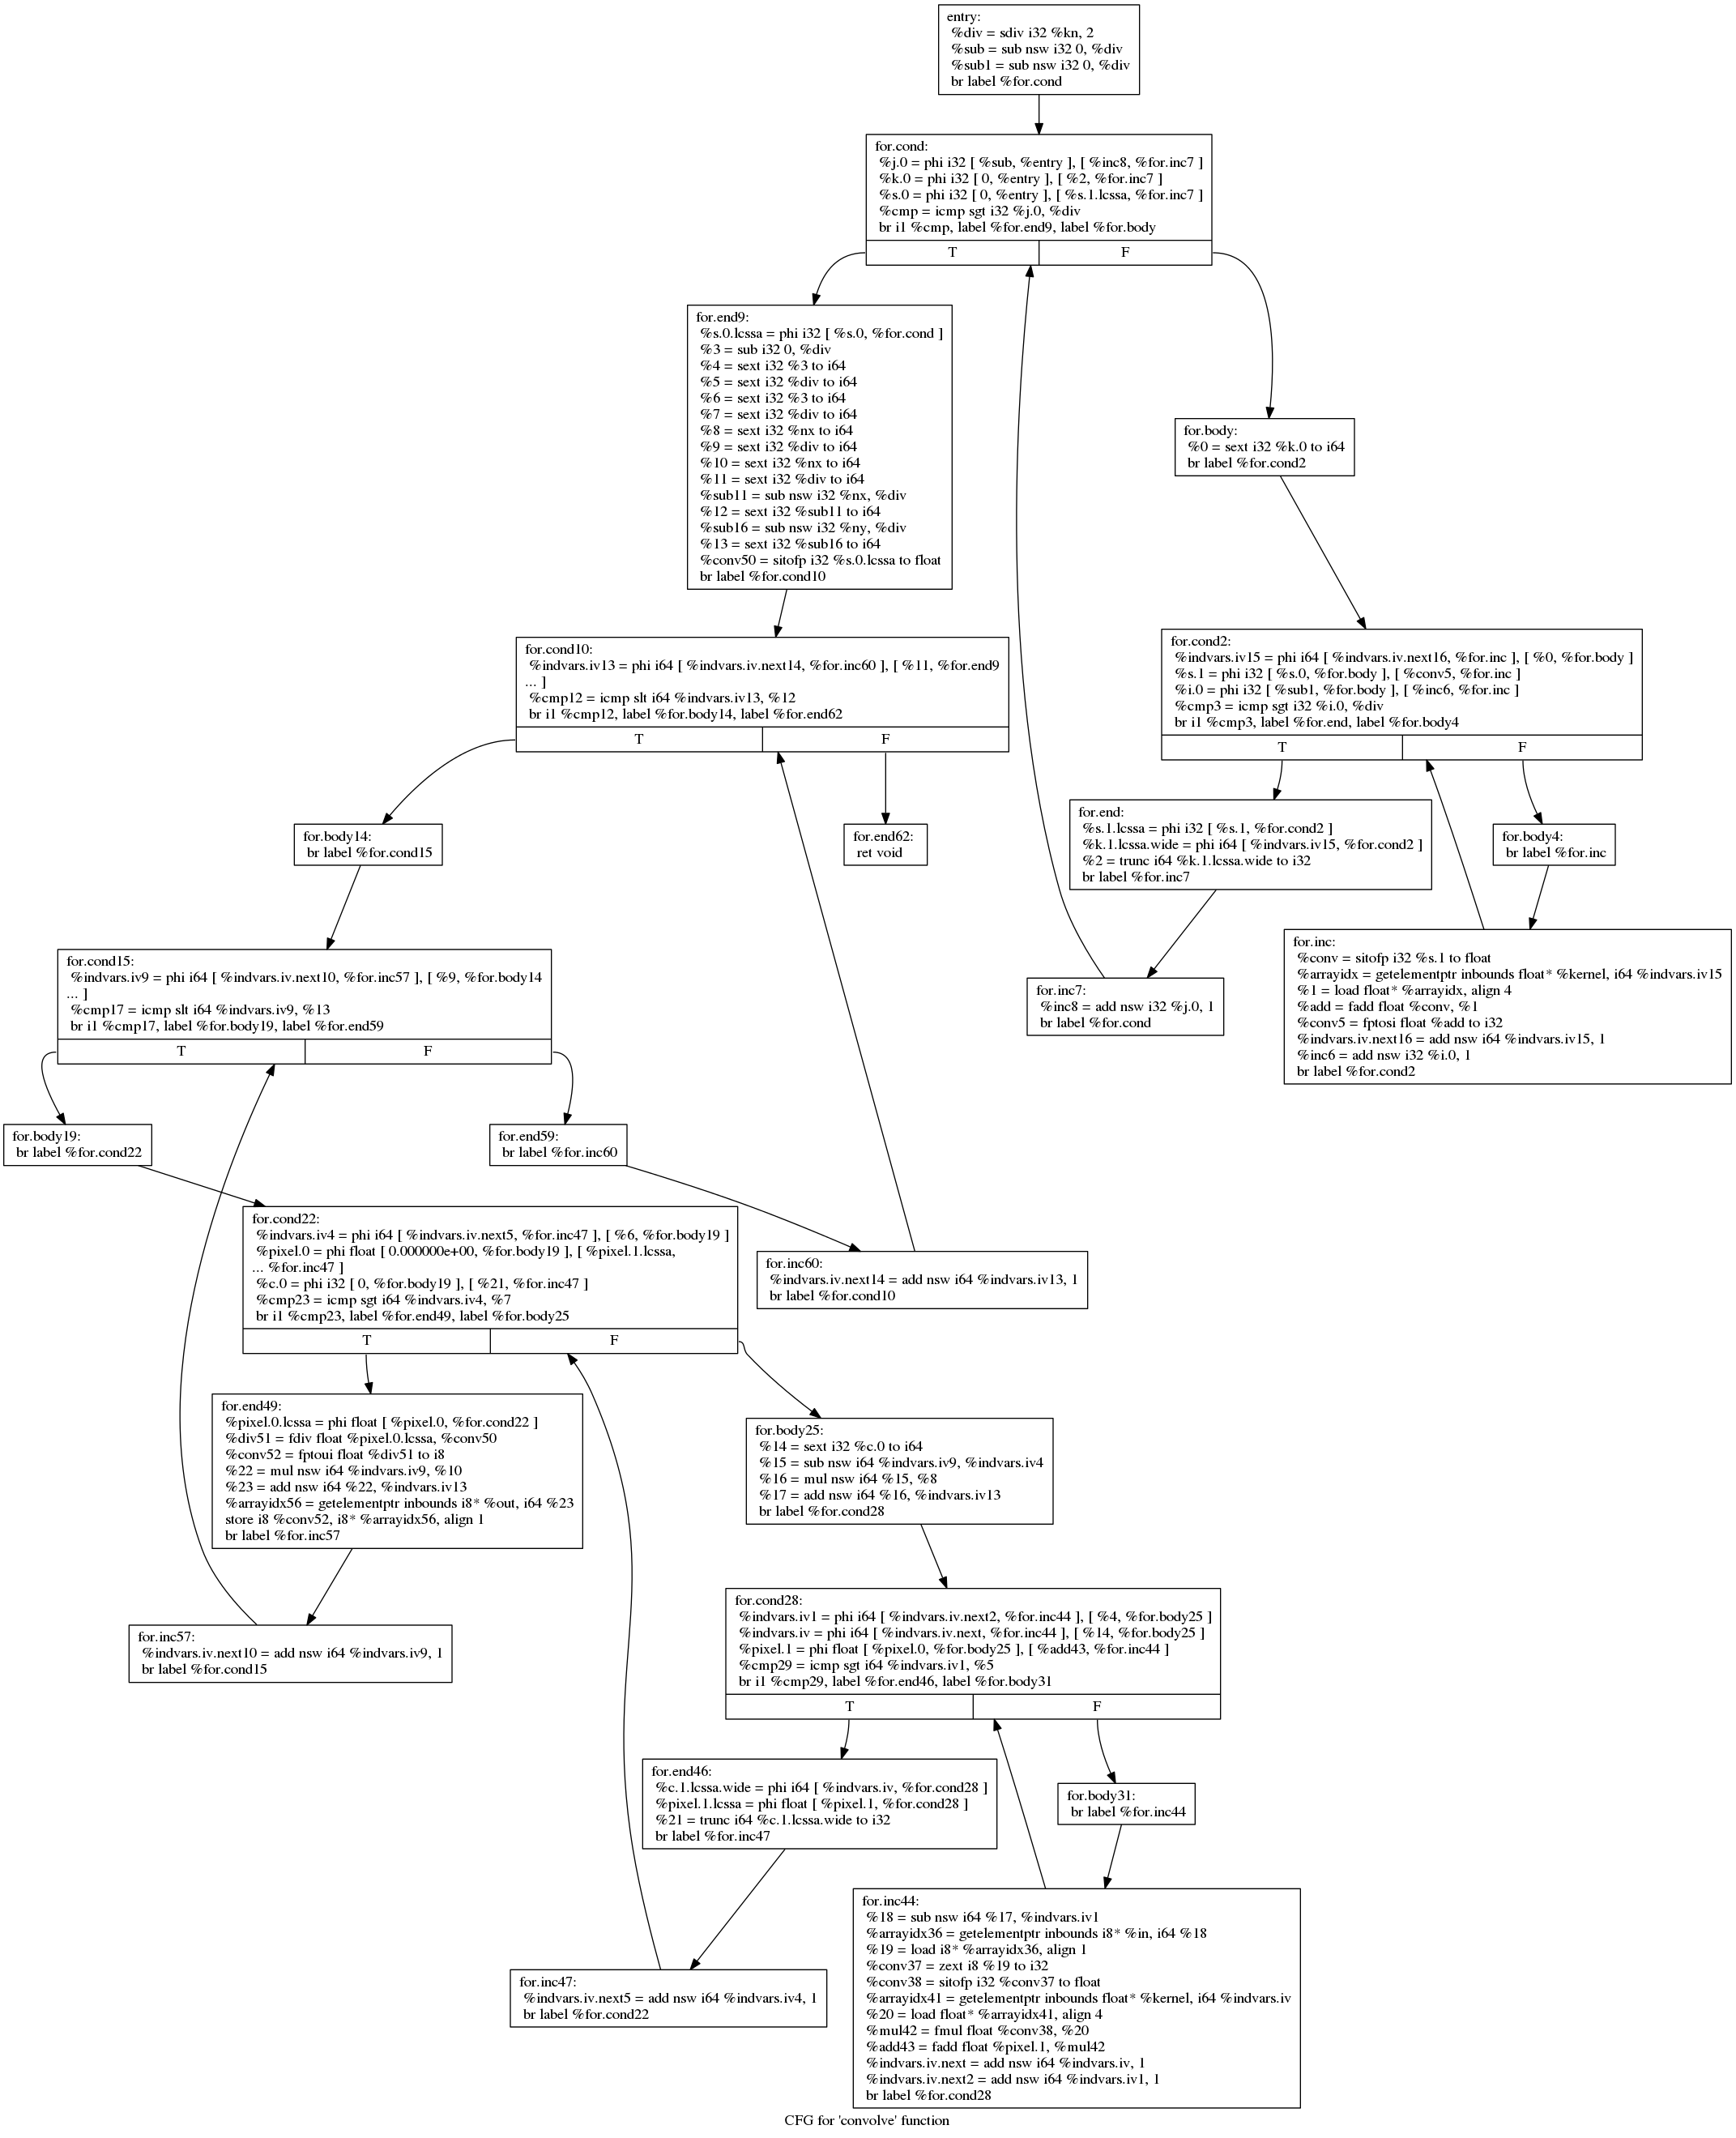 entry:
%div = sdiv i32 %kn, 2
%sub = sub nsw i32 0, %div
%sub1 = sub nsw i32 0, %div
br label %for.cond
for.cond:
%j.0 = phi i32 [ %sub, %entry ], [ %inc8, %for.inc7 ]
%k.0 = phi i32 [ 0, %entry ], [ %2, %for.inc7 ]
%s.0 = phi i32 [ 0, %entry ], [ %s.1.lcssa, %for.inc7 ]
%cmp = icmp sgt i32 %j.0, %div
br i1 %cmp, label %for.end9, label %for.body
T
F
for.end9:
%s.0.lcssa = phi i32 [ %s.0, %for.cond ]
%3 = sub i32 0, %div
%4 = sext i32 %3 to i64
%5 = sext i32 %div to i64
%6 = sext i32 %3 to i64
%7 = sext i32 %div to i64
%8 = sext i32 %nx to i64
%9 = sext i32 %div to i64
%10 = sext i32 %nx to i64
%11 = sext i32 %div to i64
%sub11 = sub nsw i32 %nx, %div
%12 = sext i32 %sub11 to i64
%sub16 = sub nsw i32 %ny, %div
%13 = sext i32 %sub16 to i64
%conv50 = sitofp i32 %s.0.lcssa to float
br label %for.cond10
for.body:
%0 = sext i32 %k.0 to i64
br label %for.cond2
for.cond10:
%indvars.iv13 = phi i64 [ %indvars.iv.next14, %for.inc60 ], [ %11, %for.end9
... ]
%cmp12 = icmp slt i64 %indvars.iv13, %12
br i1 %cmp12, label %for.body14, label %for.end62
T
F
for.cond2:
%indvars.iv15 = phi i64 [ %indvars.iv.next16, %for.inc ], [ %0, %for.body ]
%s.1 = phi i32 [ %s.0, %for.body ], [ %conv5, %for.inc ]
%i.0 = phi i32 [ %sub1, %for.body ], [ %inc6, %for.inc ]
%cmp3 = icmp sgt i32 %i.0, %div
br i1 %cmp3, label %for.end, label %for.body4
T
F
for.body14:
br label %for.cond15
for.end62:
ret void
for.end:
%s.1.lcssa = phi i32 [ %s.1, %for.cond2 ]
%k.1.lcssa.wide = phi i64 [ %indvars.iv15, %for.cond2 ]
%2 = trunc i64 %k.1.lcssa.wide to i32
br label %for.inc7
for.body4:
br label %for.inc
for.cond15:
%indvars.iv9 = phi i64 [ %indvars.iv.next10, %for.inc57 ], [ %9, %for.body14
... ]
%cmp17 = icmp slt i64 %indvars.iv9, %13
br i1 %cmp17, label %for.body19, label %for.end59
T
F
for.inc7:
%inc8 = add nsw i32 %j.0, 1
br label %for.cond
for.inc:
%conv = sitofp i32 %s.1 to float
%arrayidx = getelementptr inbounds float* %kernel, i64 %indvars.iv15
%1 = load float* %arrayidx, align 4
%add = fadd float %conv, %1
%conv5 = fptosi float %add to i32
%indvars.iv.next16 = add nsw i64 %indvars.iv15, 1
%inc6 = add nsw i32 %i.0, 1
br label %for.cond2
for.body19:
br label %for.cond22
for.end59:
br label %for.inc60
for.cond22:
%indvars.iv4 = phi i64 [ %indvars.iv.next5, %for.inc47 ], [ %6, %for.body19 ]
%pixel.0 = phi float [ 0.000000e+00, %for.body19 ], [ %pixel.1.lcssa,
... %for.inc47 ]
%c.0 = phi i32 [ 0, %for.body19 ], [ %21, %for.inc47 ]
%cmp23 = icmp sgt i64 %indvars.iv4, %7
br i1 %cmp23, label %for.end49, label %for.body25
T
F
for.inc60:
%indvars.iv.next14 = add nsw i64 %indvars.iv13, 1
br label %for.cond10
for.end49:
%pixel.0.lcssa = phi float [ %pixel.0, %for.cond22 ]
%div51 = fdiv float %pixel.0.lcssa, %conv50
%conv52 = fptoui float %div51 to i8
%22 = mul nsw i64 %indvars.iv9, %10
%23 = add nsw i64 %22, %indvars.iv13
%arrayidx56 = getelementptr inbounds i8* %out, i64 %23
store i8 %conv52, i8* %arrayidx56, align 1
br label %for.inc57
for.body25:
%14 = sext i32 %c.0 to i64
%15 = sub nsw i64 %indvars.iv9, %indvars.iv4
%16 = mul nsw i64 %15, %8
%17 = add nsw i64 %16, %indvars.iv13
br label %for.cond28
for.inc57:
%indvars.iv.next10 = add nsw i64 %indvars.iv9, 1
br label %for.cond15
for.cond28:
%indvars.iv1 = phi i64 [ %indvars.iv.next2, %for.inc44 ], [ %4, %for.body25 ]
%indvars.iv = phi i64 [ %indvars.iv.next, %for.inc44 ], [ %14, %for.body25 ]
%pixel.1 = phi float [ %pixel.0, %for.body25 ], [ %add43, %for.inc44 ]
%cmp29 = icmp sgt i64 %indvars.iv1, %5
br i1 %cmp29, label %for.end46, label %for.body31
T
F
for.end46:
%c.1.lcssa.wide = phi i64 [ %indvars.iv, %for.cond28 ]
%pixel.1.lcssa = phi float [ %pixel.1, %for.cond28 ]
%21 = trunc i64 %c.1.lcssa.wide to i32
br label %for.inc47
for.body31:
br label %for.inc44
for.inc47:
%indvars.iv.next5 = add nsw i64 %indvars.iv4, 1
br label %for.cond22
for.inc44:
%18 = sub nsw i64 %17, %indvars.iv1
%arrayidx36 = getelementptr inbounds i8* %in, i64 %18
%19 = load i8* %arrayidx36, align 1
%conv37 = zext i8 %19 to i32
%conv38 = sitofp i32 %conv37 to float
%arrayidx41 = getelementptr inbounds float* %kernel, i64 %indvars.iv
%20 = load float* %arrayidx41, align 4
%mul42 = fmul float %conv38, %20
%add43 = fadd float %pixel.1, %mul42
%indvars.iv.next = add nsw i64 %indvars.iv, 1
%indvars.iv.next2 = add nsw i64 %indvars.iv1, 1
br label %for.cond28
CFG for 'convolve' function